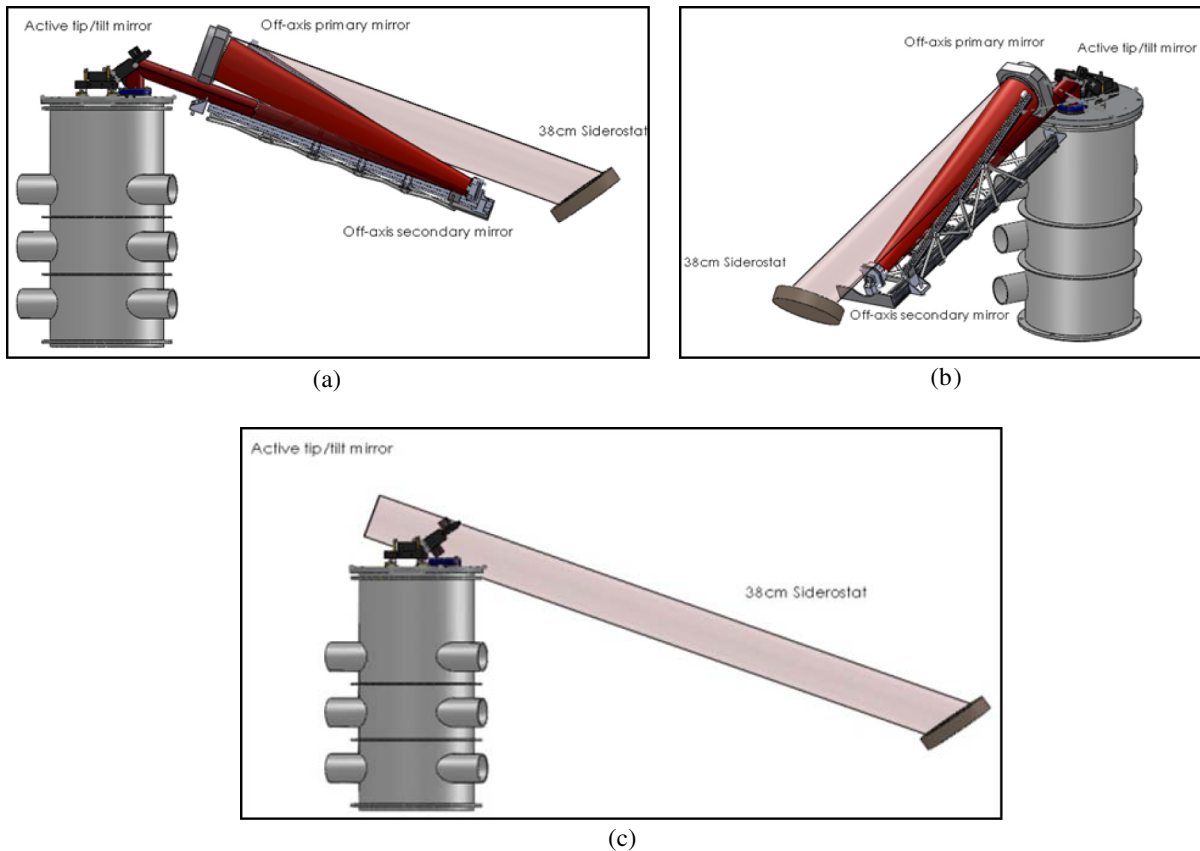 Active tip/tilt mirror
Off-axis primary mirror
38cm Siderostat
Off-axis secondary mirror
(a)
Off-axis primary mirror
Active tip/tilt mirror
38cm Siderostat
Off-axis secondary mirror
(b)
Active tip/tilt mirror
38cm Siderostat
(c)